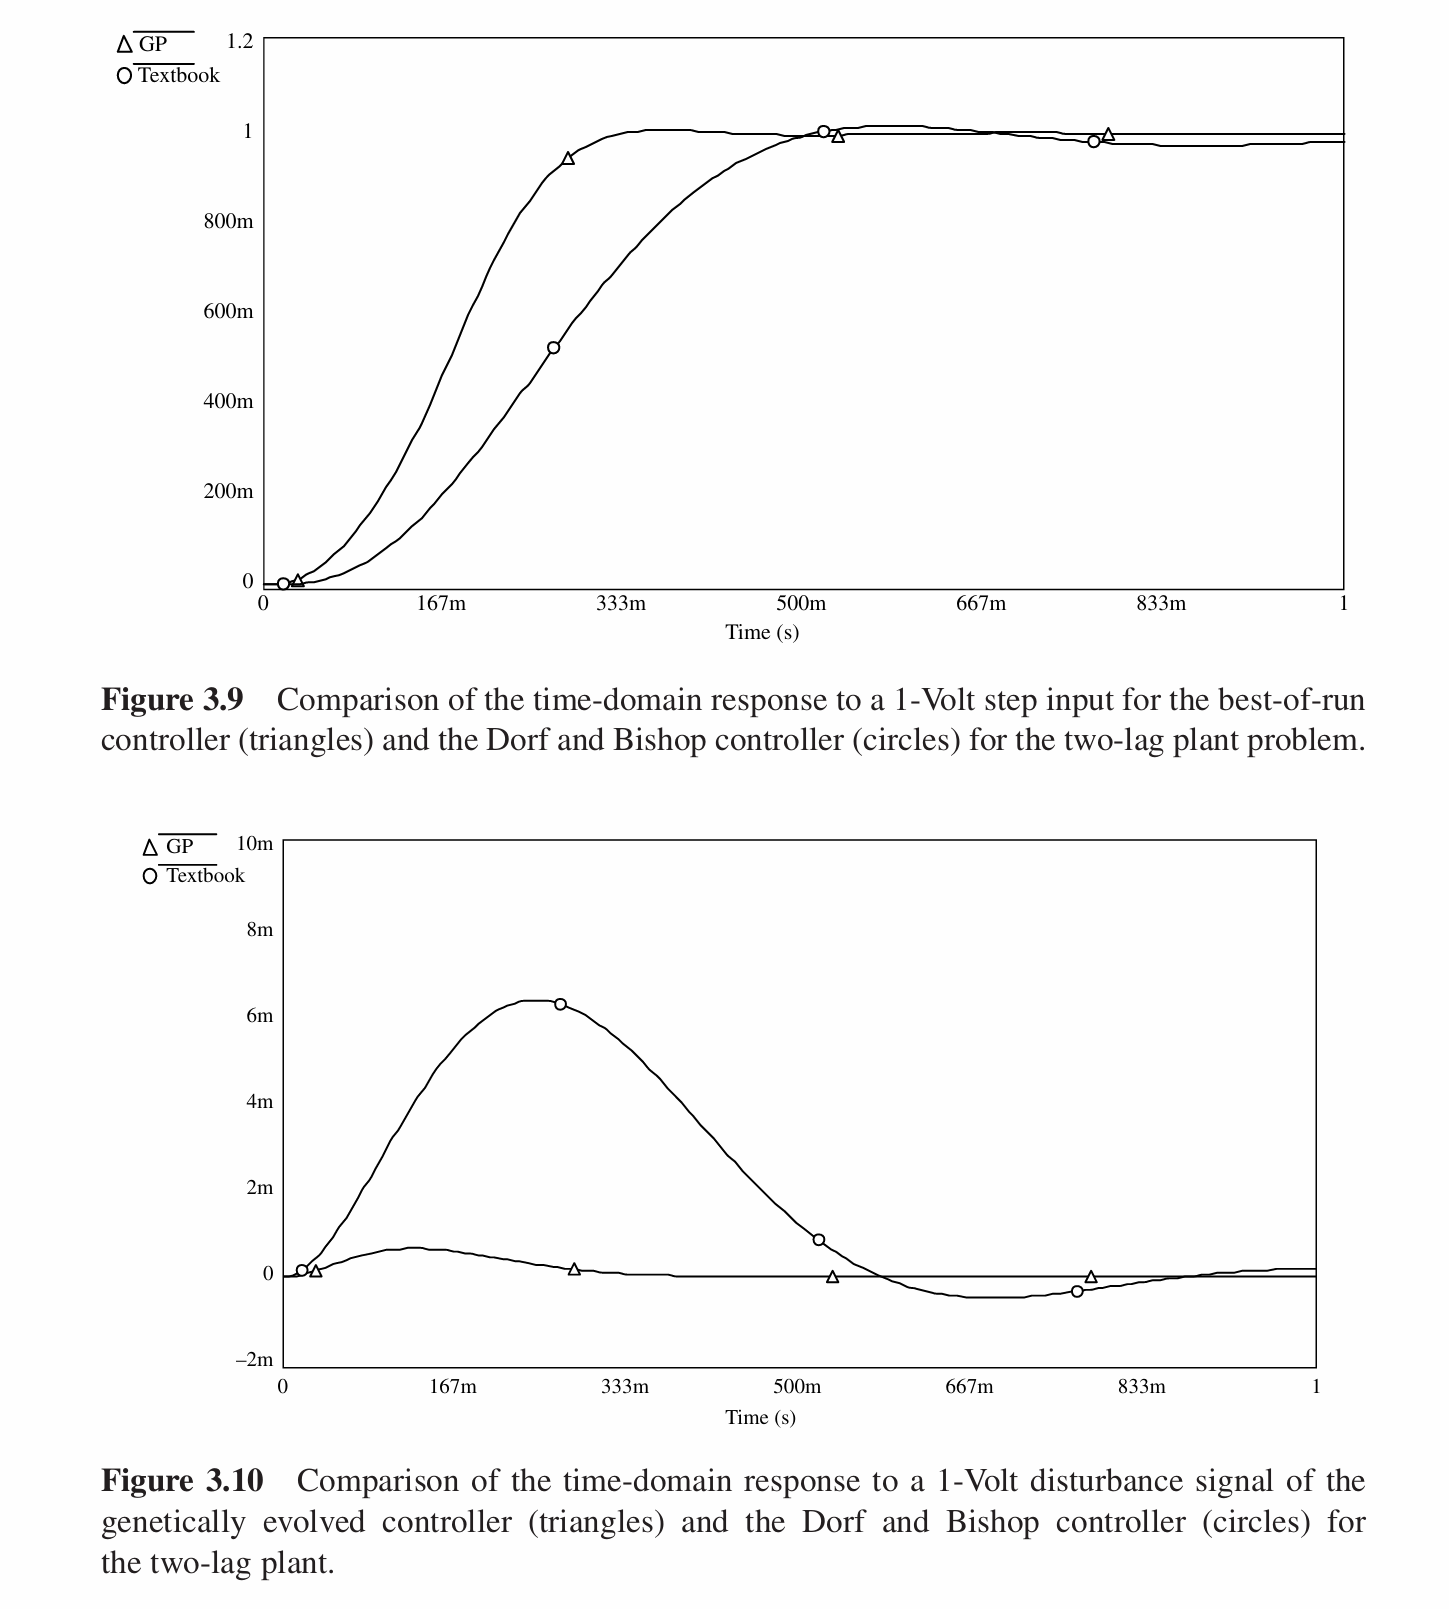 GP
Textbook
1.2
1
800m
600m
400m
200m
0
0 167m 333m 500m 667m 833m 1
Time (s)
Figure 3.9 Comparison of the time-domain response to a 1-Volt step input for the best-of-run
controller (triangles) and the Dorf and Bishop controller (circles) for the two-lag plant problem.
GP
Textbook
10m
8m
6m
4m
2m
0
–2m
0 167m 333m 500m 667m 833m 1
Time (s)
Figure 3.10 Comparison of the time-domain response to a 1-Volt disturbance signal of the
genetically evolved controller (triangles) and the Dorf and Bishop controller (circles) for
the two-lag plant.